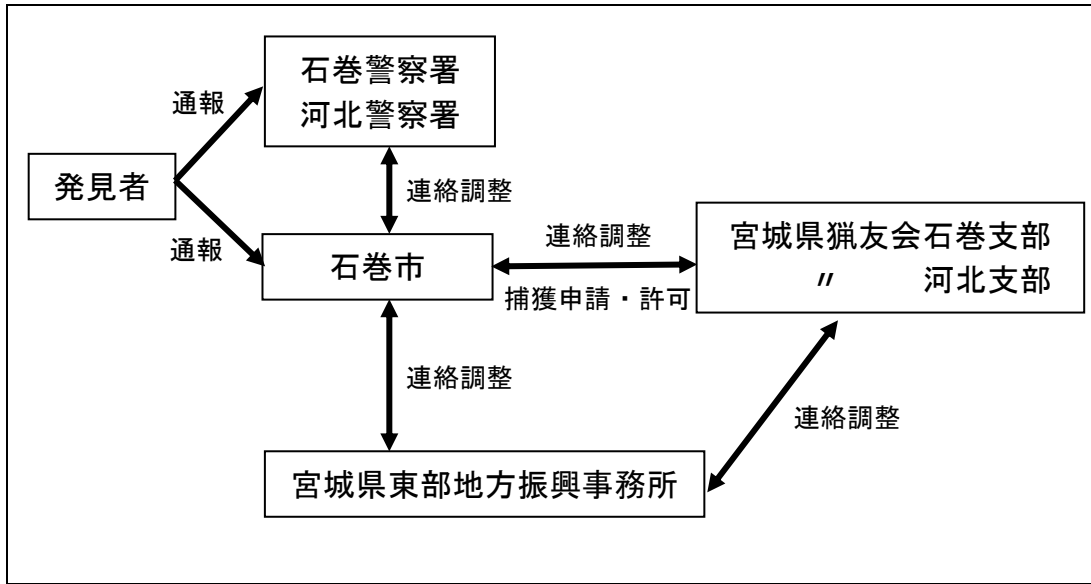 石巻警察署
河北警察署
通報
発見者
連絡調整
通報
石巻市
連絡調整
捕獲申請・許可
宮城県猟友会石巻支部
〃 河北支部
連絡調整
連絡調整
宮城県東部地方振興事務所